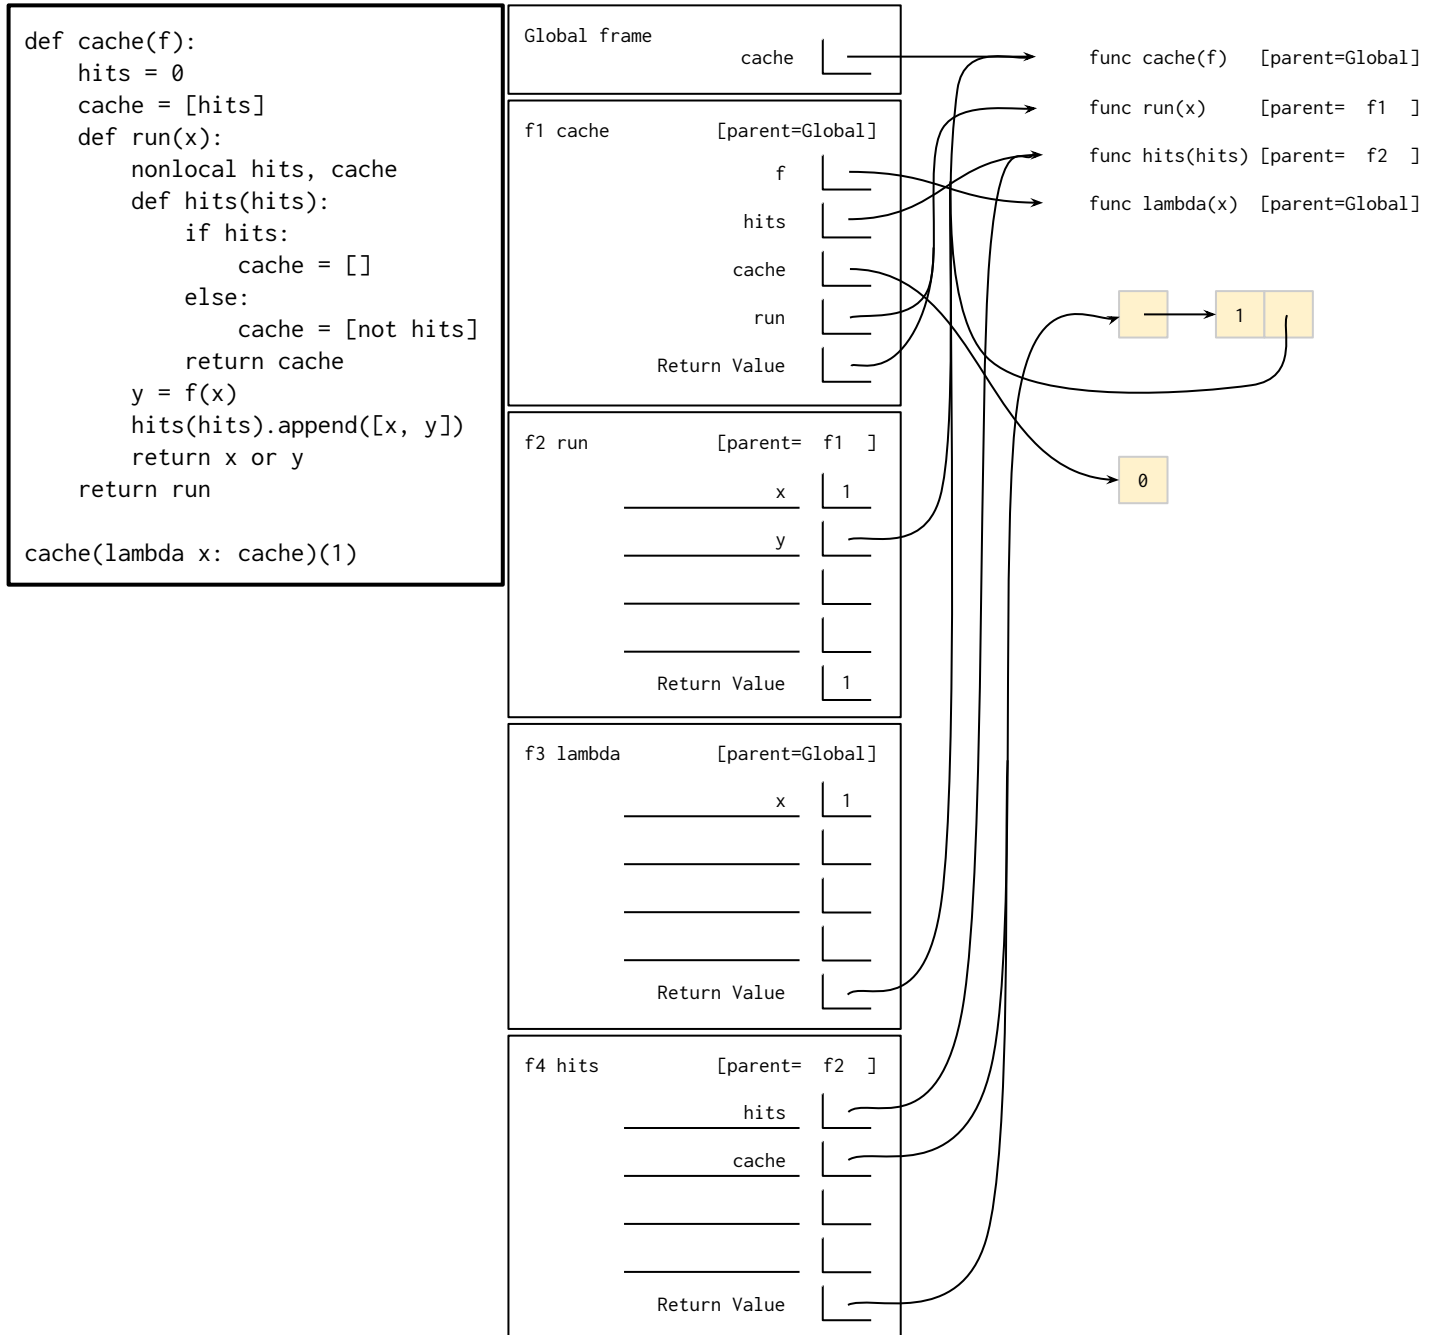 def cache(f):
    hits = 0
    cache = [hits]
    def run(x):
        nonlocal hits, cache
        def hits(hits):
            if hits:
                cache = []
            else:
                cache = [not hits]
            return cache
        y = f(x)
        hits(hits).append([x, y])
        return x or y
    return run
cache(lambda x: cache)(1)
Global frame
cache
f1 cache [parent=Global]
f
hits
cache
run
Return Value
f2 run [parent= f1 ]
x 1
y
Return Value 1
f3 lambda [parent=Global]
x 1
Return Value
f4 hits [parent= f2 ]
hits
cache
Return Value
func cache(f) [parent=Global]
func run(x) [parent= f1 ]
func hits(hits) [parent= f2 ]
func lambda(x) [parent=Global]
1
0